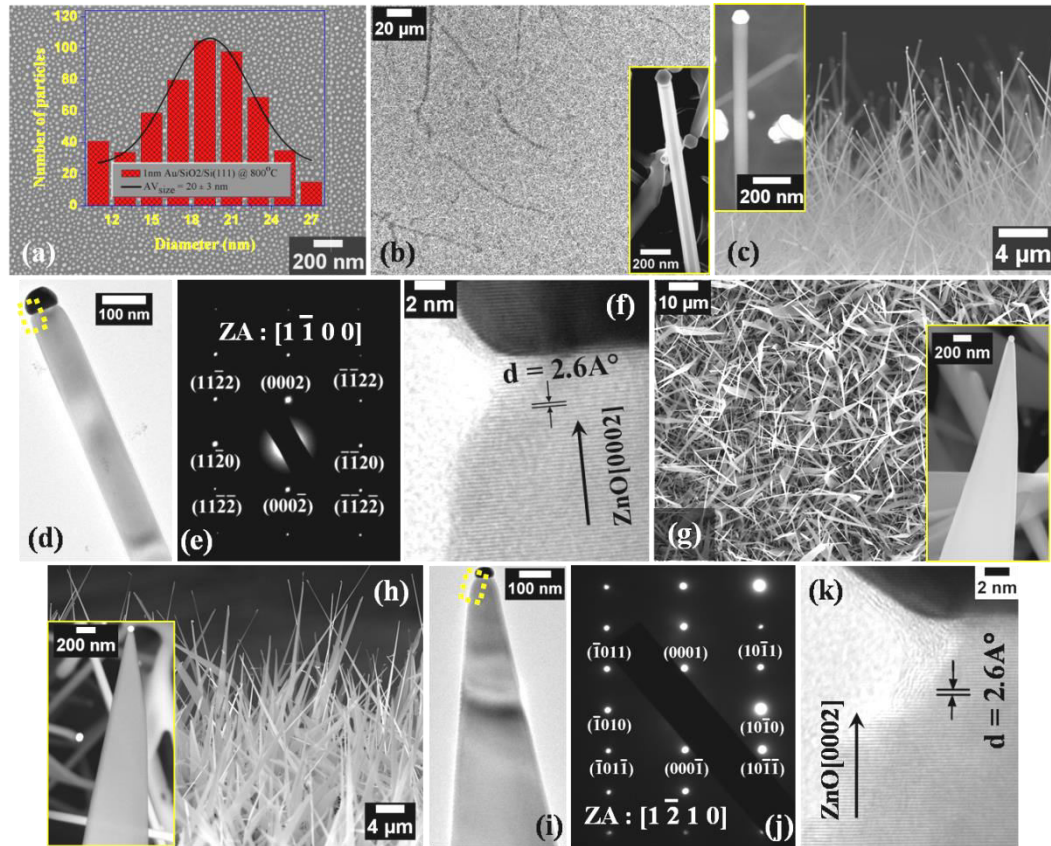 120
100
80
60
40
20
0
Number of particles
1nm Au/SiO2/Si(111) @ 800°C
AVsize = 20 ± 3 nm
12 15 18 21 24 27
Diameter (nm)
(a)
200 nm
20 µm
(b)
200 nm
(c)
200 nm
4 µm
100 nm
(d)
ZA : [1 1̄ 0 0]
(112̄2) (0002) (1̄1̄22)
(112̄0) (1̄1̄20)
(112̄2̄) (0002̄) (1̄1̄22̄)
(e)
2 nm
(f)
d = 2.6A°
ZnO[0002]
10 µm
200 nm
(g)
(h)
200 nm
4 µm
100 nm
(i)
(1̄011) (0001) (101̄1)
(1̄010) (101̄0)
(1̄011̄) (0001̄) (101̄1̄)
ZA : [1 2̄ 1 0]
(j)
(k)
2 nm
d = 2.6A°
ZnO[0002]